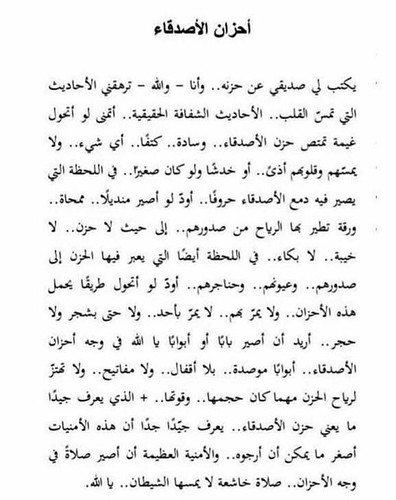 أحزان الأصدقاء
يكتب لي صديقي عن حزنه.. وأنا – والله – ترهقني الأحاديث
التي تمسّ القلب.. الأحاديث الشفافة الحقيقية.. أتمنى لو أتحول
غيمة تمتص حزن الأصدقاء.. وسادة.. كتفًا.. أي شيء.. ولا
يمسّهم وقلوبهم أذىً.. أو خدشًا ولو كان صغيرًا.. في اللحظة التي
يصير فيه دمع الأصدقاء حروفًا.. أودّ لو أصير منديلًا.. ممحاة..
ورقة تطير بها الرياح من صدورهم.. إلى حيث لا حزن.. لا
خيبة.. لا بكاء.. في اللحظة أيضًا التي يعبر فيها الحزن إلى
صدورهم.. وعيونهم.. وحناجرهم.. أودّ لو أتحول طريقًا يحمل
هذه الأحزان.. ولا يمرّ بهم.. لا يمرّ بأحد.. ولا حتى بشجر ولا
حجر.. أريد أن أصير بابًا أو أبوابًا يا الله في وجه أحزان
الأصدقاء.. أبوابًا موصدة.. بلا أقفال.. ولا مفاتيح.. ولا تهتزّ
لرياح الحزن مهما كان حجمها.. وقوتها.. + الذي يعرف جيدًا
ما يعني حزن الأصدقاء.. يعرف جيّدًا جدًا أن هذه الأمنيات
أصغر ما يمكن أن أرجوه.. والأمنية العظيمة أن أصير صلاةً في
وجه الأحزان.. صلاة خاشعة لا يمسها الشيطان.. يا الله.